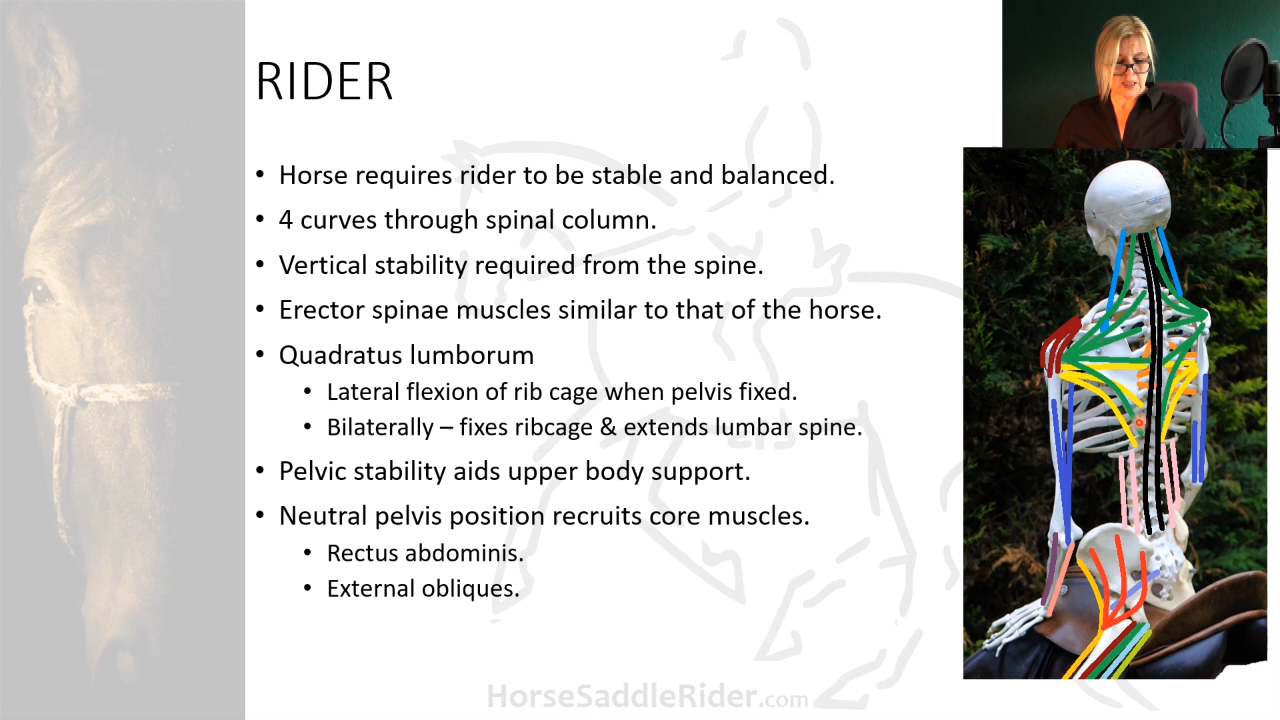 RIDER
• Horse requires rider to be stable and balanced.
• 4 curves through spinal column.
• Vertical stability required from the spine.
• Erector spinae muscles similar to that of the horse.
• Quadratus lumborum
• Lateral flexion of rib cage when pelvis fixed.
• Bilaterally – fixes ribcage & extends lumbar spine.
• Pelvic stability aids upper body support.
• Neutral pelvis position recruits core muscles.
• Rectus abdominis.
• External obliques.
HorseSaddleRider.com